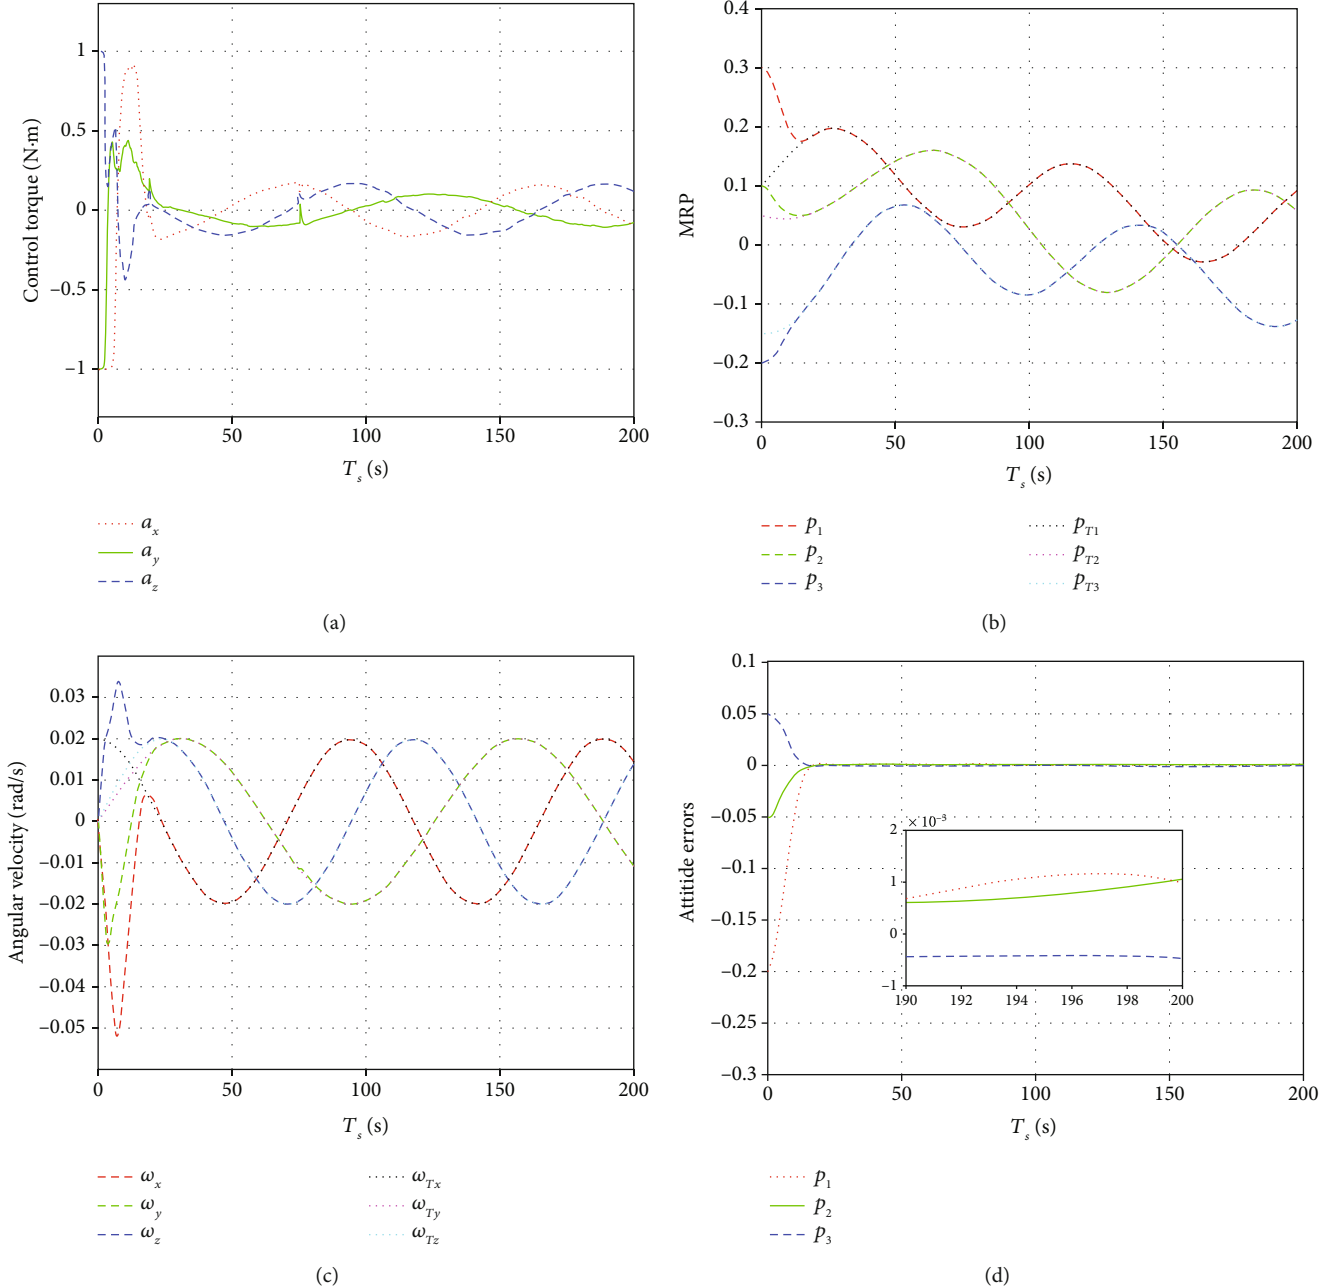 1
0.5
0
−0.5
−1
Control torque (N·m)
0 50 100 150 200
T_s (s)
a_x
a_y
a_z
(a)
0.4
0.3
0.2
0.1
0
−0.1
−0.2
−0.3
MRP
0 50 100 150 200
T_s (s)
p_1
p_2
p_3
p_T1
p_T2
p_T3
(b)
0.03
0.02
0.010
0
−0.01
−0.02
−0.03
−0.04
−0.05
Angular velocity (rad/s)
0 50 100 150 200
T_s (s)
ω_x
ω_y
ω_z
ω_Tx
ω_Ty
ω_Tz
(c)
0.1
0.05
0
−0.05
−0.1
−0.15
−0.2
−0.25
−0.3
Attitide errors
× 10^−3
2
1
0
−1
190 192 194 196 198 200
0 50 100 150 200
T_s (s)
p_1
p_2
p_3
(d)